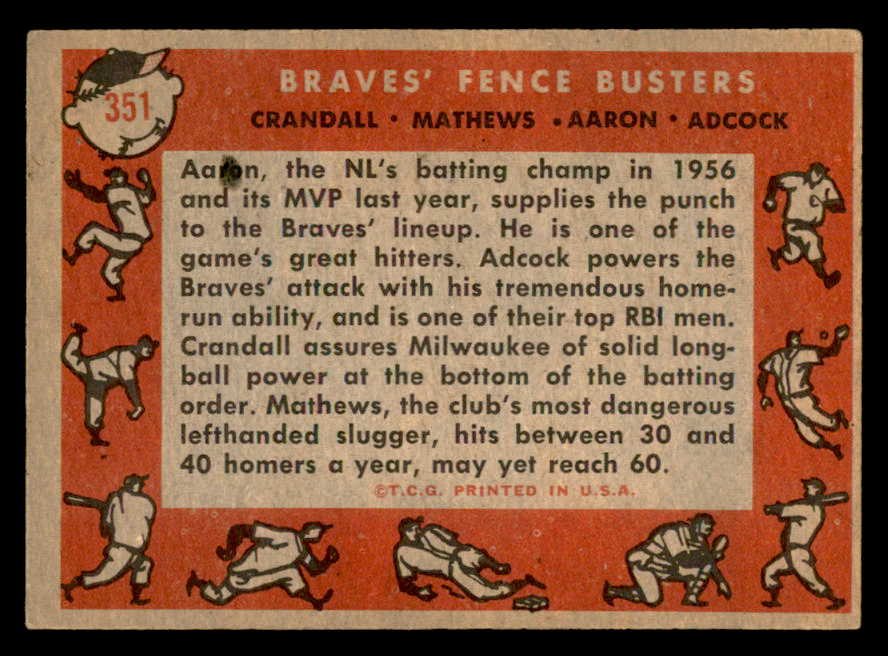 351
BRAVES' FENCE BUSTERS
CRANDALL • MATHEWS • AARON • ADCOCK
Aaron, the NL's batting champ in 1956
and its MVP last year, supplies the punch
to the Braves' lineup. He is one of the
game's great hitters. Adcock powers the
Braves' attack with his tremendous home-
run ability, and is one of their top RBI men.
Crandall assures Milwaukee of solid long-
ball power at the bottom of the batting
order. Mathews, the club's most dangerous
lefthanded slugger, hits between 30 and
40 homers a year, may yet reach 60.
©T.C.G. PRINTED IN U.S.A.